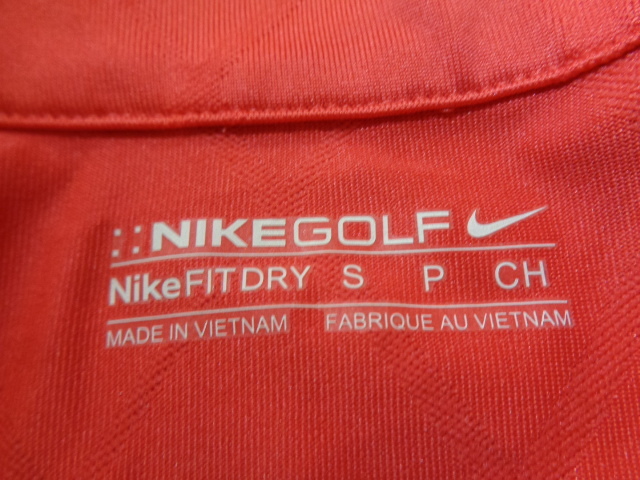 NIKEGOLF
NikeFITDRY S P CH
MADE IN VIETNAM FABRIQUE AU VIETNAM